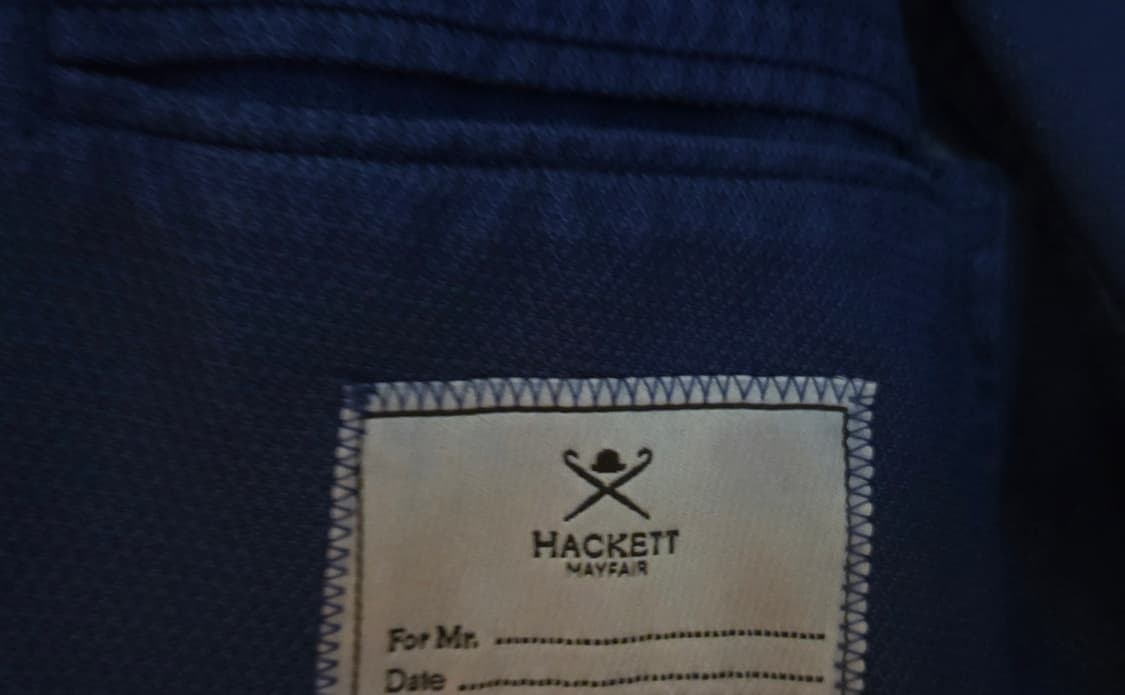 HACKETT
MAYFAIR
For Mr. ................................
Date ................................